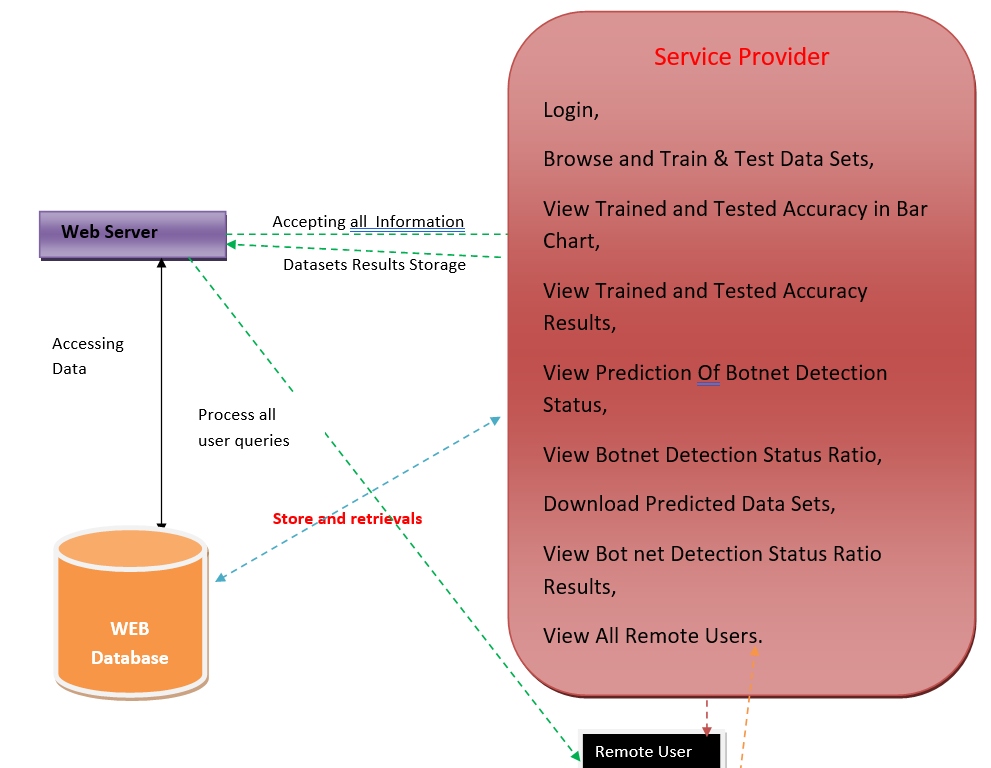 Service Provider
Login,
Browse and Train & Test Data Sets,
View Trained and Tested Accuracy in Bar
Chart,
View Trained and Tested Accuracy
Results,
View Prediction Of Botnet Detection
Status,
View Botnet Detection Status Ratio,
Download Predicted Data Sets,
View Bot net Detection Status Ratio
Results,
View All Remote Users.
Web Server
Accepting all Information
Datasets Results Storage
Accessing
Data
Process all
user queries
Store and retrievals
WEB
Database
Remote User